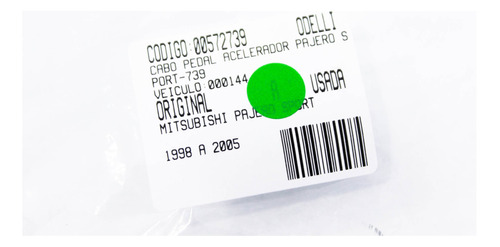 CODIGO:00572739 ODELLI
CABO PEDAL ACELERADOR PAJERO S
PORT-739
VEICULO:000144 A
ORIGINAL USADA
MITSUBISHI PAJERO SPORT
1998 A 2005